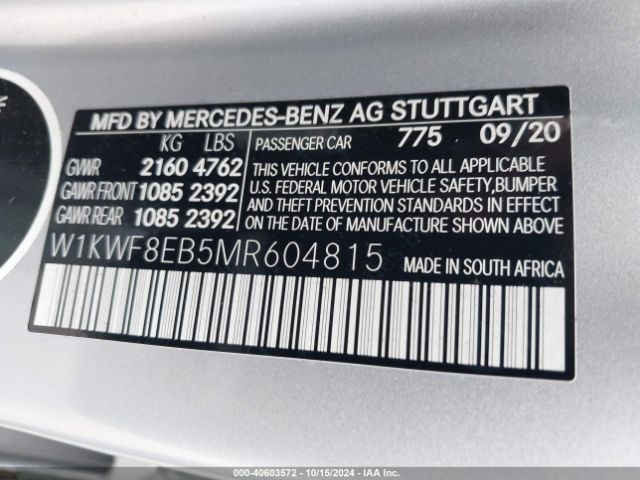 MFD BY MERCEDES-BENZ AG STUTTGART
KG LBS
GVWR 2160 4762
GAWR FRONT 1085 2392
GAWR REAR 1085 2392
PASSENGER CAR 775 09/20
THIS VEHICLE CONFORMS TO ALL APPLICABLE
U.S. FEDERAL MOTOR VEHICLE SAFETY,BUMPER
AND THEFT PREVENTION STANDARDS IN EFFECT
ON THE DATE OF MANUFACTURE SHOWN ABOVE
W1KWF8EB5MR604815 MADE IN SOUTH AFRICA
10/15-40603572 • 10/15/2024 • IAA Inc.